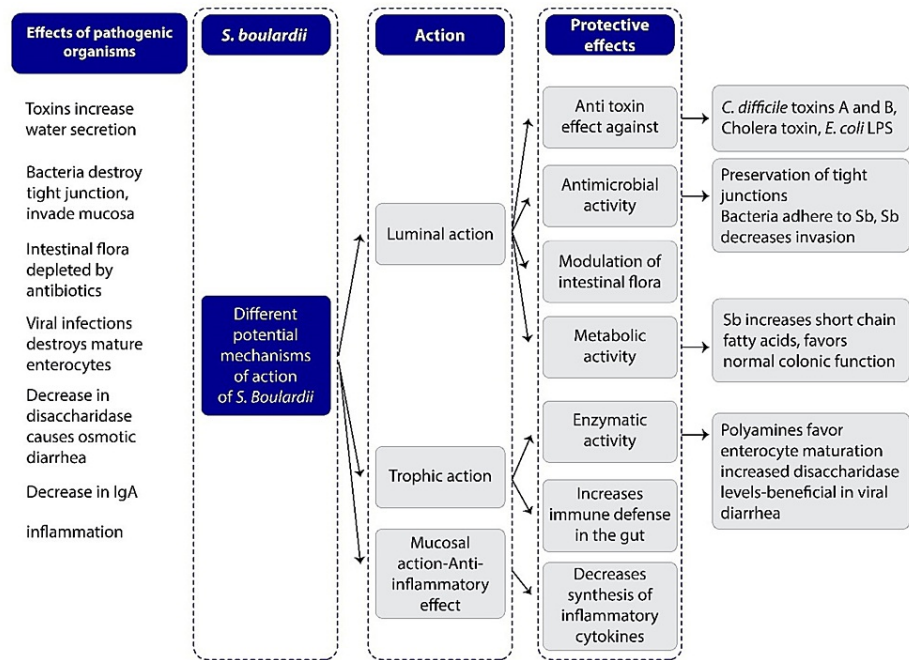 Effects of pathogenic
organisms
Toxins increase
water secretion
Bacteria destroy
tight junction,
invade mucosa
Intestinal flora
depleted by
antibiotics
Viral infections
destroys mature
enterocytes
Decrease in
disaccharidase
causes osmotic
diarrhea
Decrease in IgA
inflammation
S. boulardii
Different
potential
mechanisms
of action
of S. Boulardii
Action
Luminal action
Trophic action
Mucosal
action-Anti-
inflammatory
effect
Protective
effects
Anti toxin
effect against
Antimicrobial
activity
Modulation of
intestinal flora
Metabolic
activity
Enzymatic
activity
Increases
immune defense
in the gut
Decreases
synthesis of
inflammatory
cytokines
C. difficile toxins A and B,
Cholera toxin, E. coli LPS
Preservation of tight
junctions
Bacteria adhere to Sb, Sb
decreases invasion
Sb increases short chain
fatty acids, favors
normal colonic function
Polyamines favor
enterocyte maturation
increased disaccharidase
levels-beneficial in viral
diarrhea